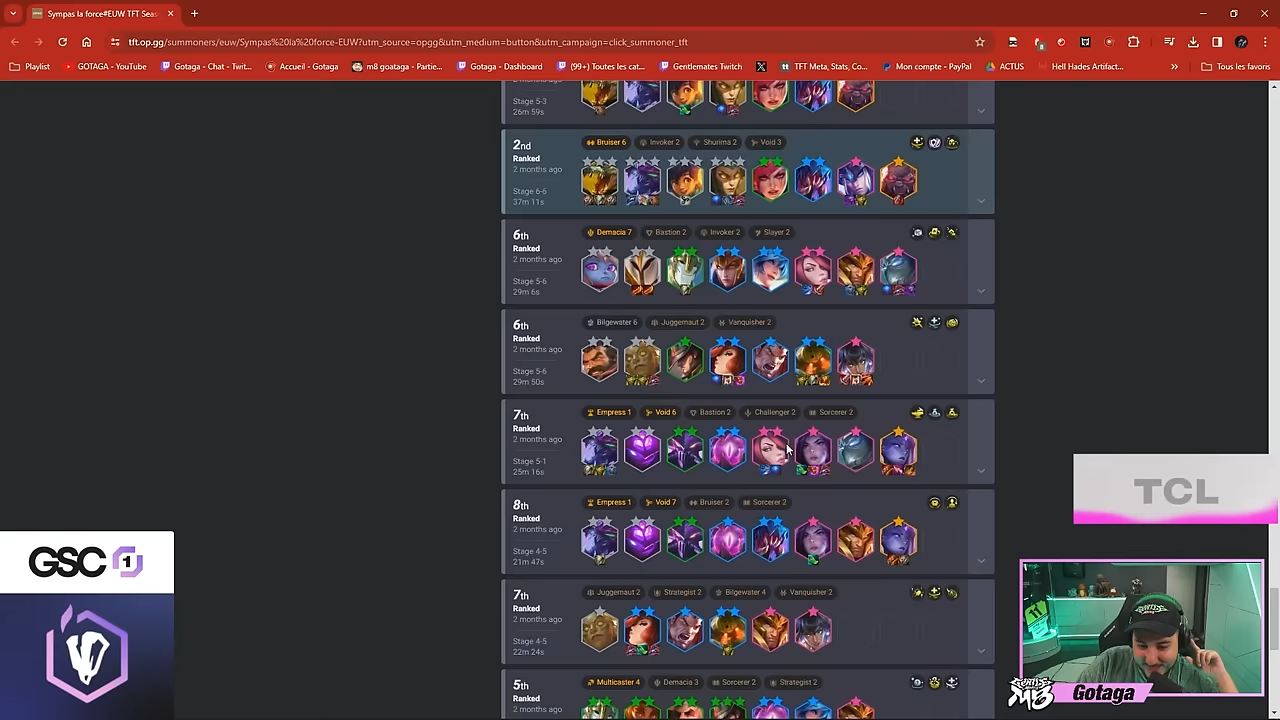 Sympas la force#EUW TFT Seas
tft.op.gg/summoners/euw/Sympas%20la%20force-EUW?utm_source=opgg&utm_medium=button&utm_campaign=click_summoner_tft
Playlist GOTAGA - YouTube Gotaga - Chat - Twit... Accueil - Gotaga m8 goataga - Partie... Gotaga - Dashboard (99+) Toutes les cat... Gentlemates Twitch TFT Meta, Stats, Co... Mon compte - PayPal ACTUS Hell Hades Artifact... » Tous les favoris
Stage 5-3
26m 59s
2nd Bruiser 6 Invoker 2 Shurima 2 Void 3
Ranked
2 months ago
Stage 6-6
37m 11s
6th Demacia 7 Bastion 2 Invoker 2 Slayer 2
Ranked
2 months ago
Stage 5-6
29m 6s
6th Bilgewater 6 Juggernaut 2 Vanquisher 2
Ranked
2 months ago
Stage 5-6
29m 50s
7th Empress 1 Void 6 Bastion 2 Challenger 2 Sorcerer 2
Ranked
2 months ago
Stage 5-1
25m 16s
8th Empress 1 Void 7 Bruiser 2 Sorcerer 2
Ranked
2 months ago
Stage 4-5
21m 47s
7th Juggernaut 2 Strategist 2 Bilgewater 4 Vanquisher 2
Ranked
2 months ago
Stage 4-5
22m 24s
5th Multicaster 4 Demacia 3 Sorcerer 2 Strategist 2
Ranked
2 months ago
TCL
GSC 1
M8 Gotaga